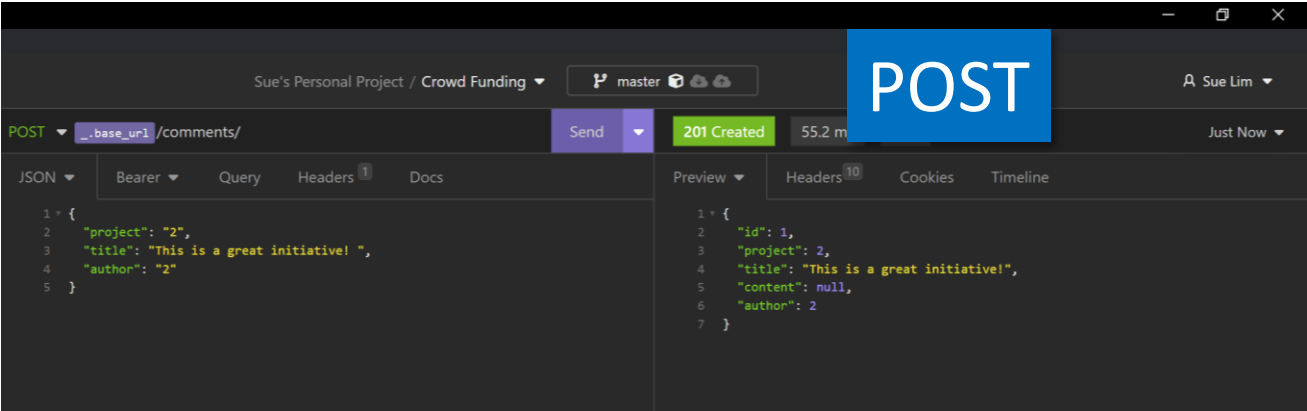 POST
Sue's Personal Project / Crowd Funding master Sue Lim
POST _.base_url /comments/ Send 201 Created 55.2 m Just Now
JSON Bearer Query Headers 1 Docs Preview Headers 10 Cookies Timeline
1 {
2 "project": "2",
3 "title": "This is a great initiative! ",
4 "author": "2"
5 }
1 {
2 "id": 1,
3 "project": 2,
4 "title": "This is a great initiative!",
5 "content": null,
6 "author": 2
7 }